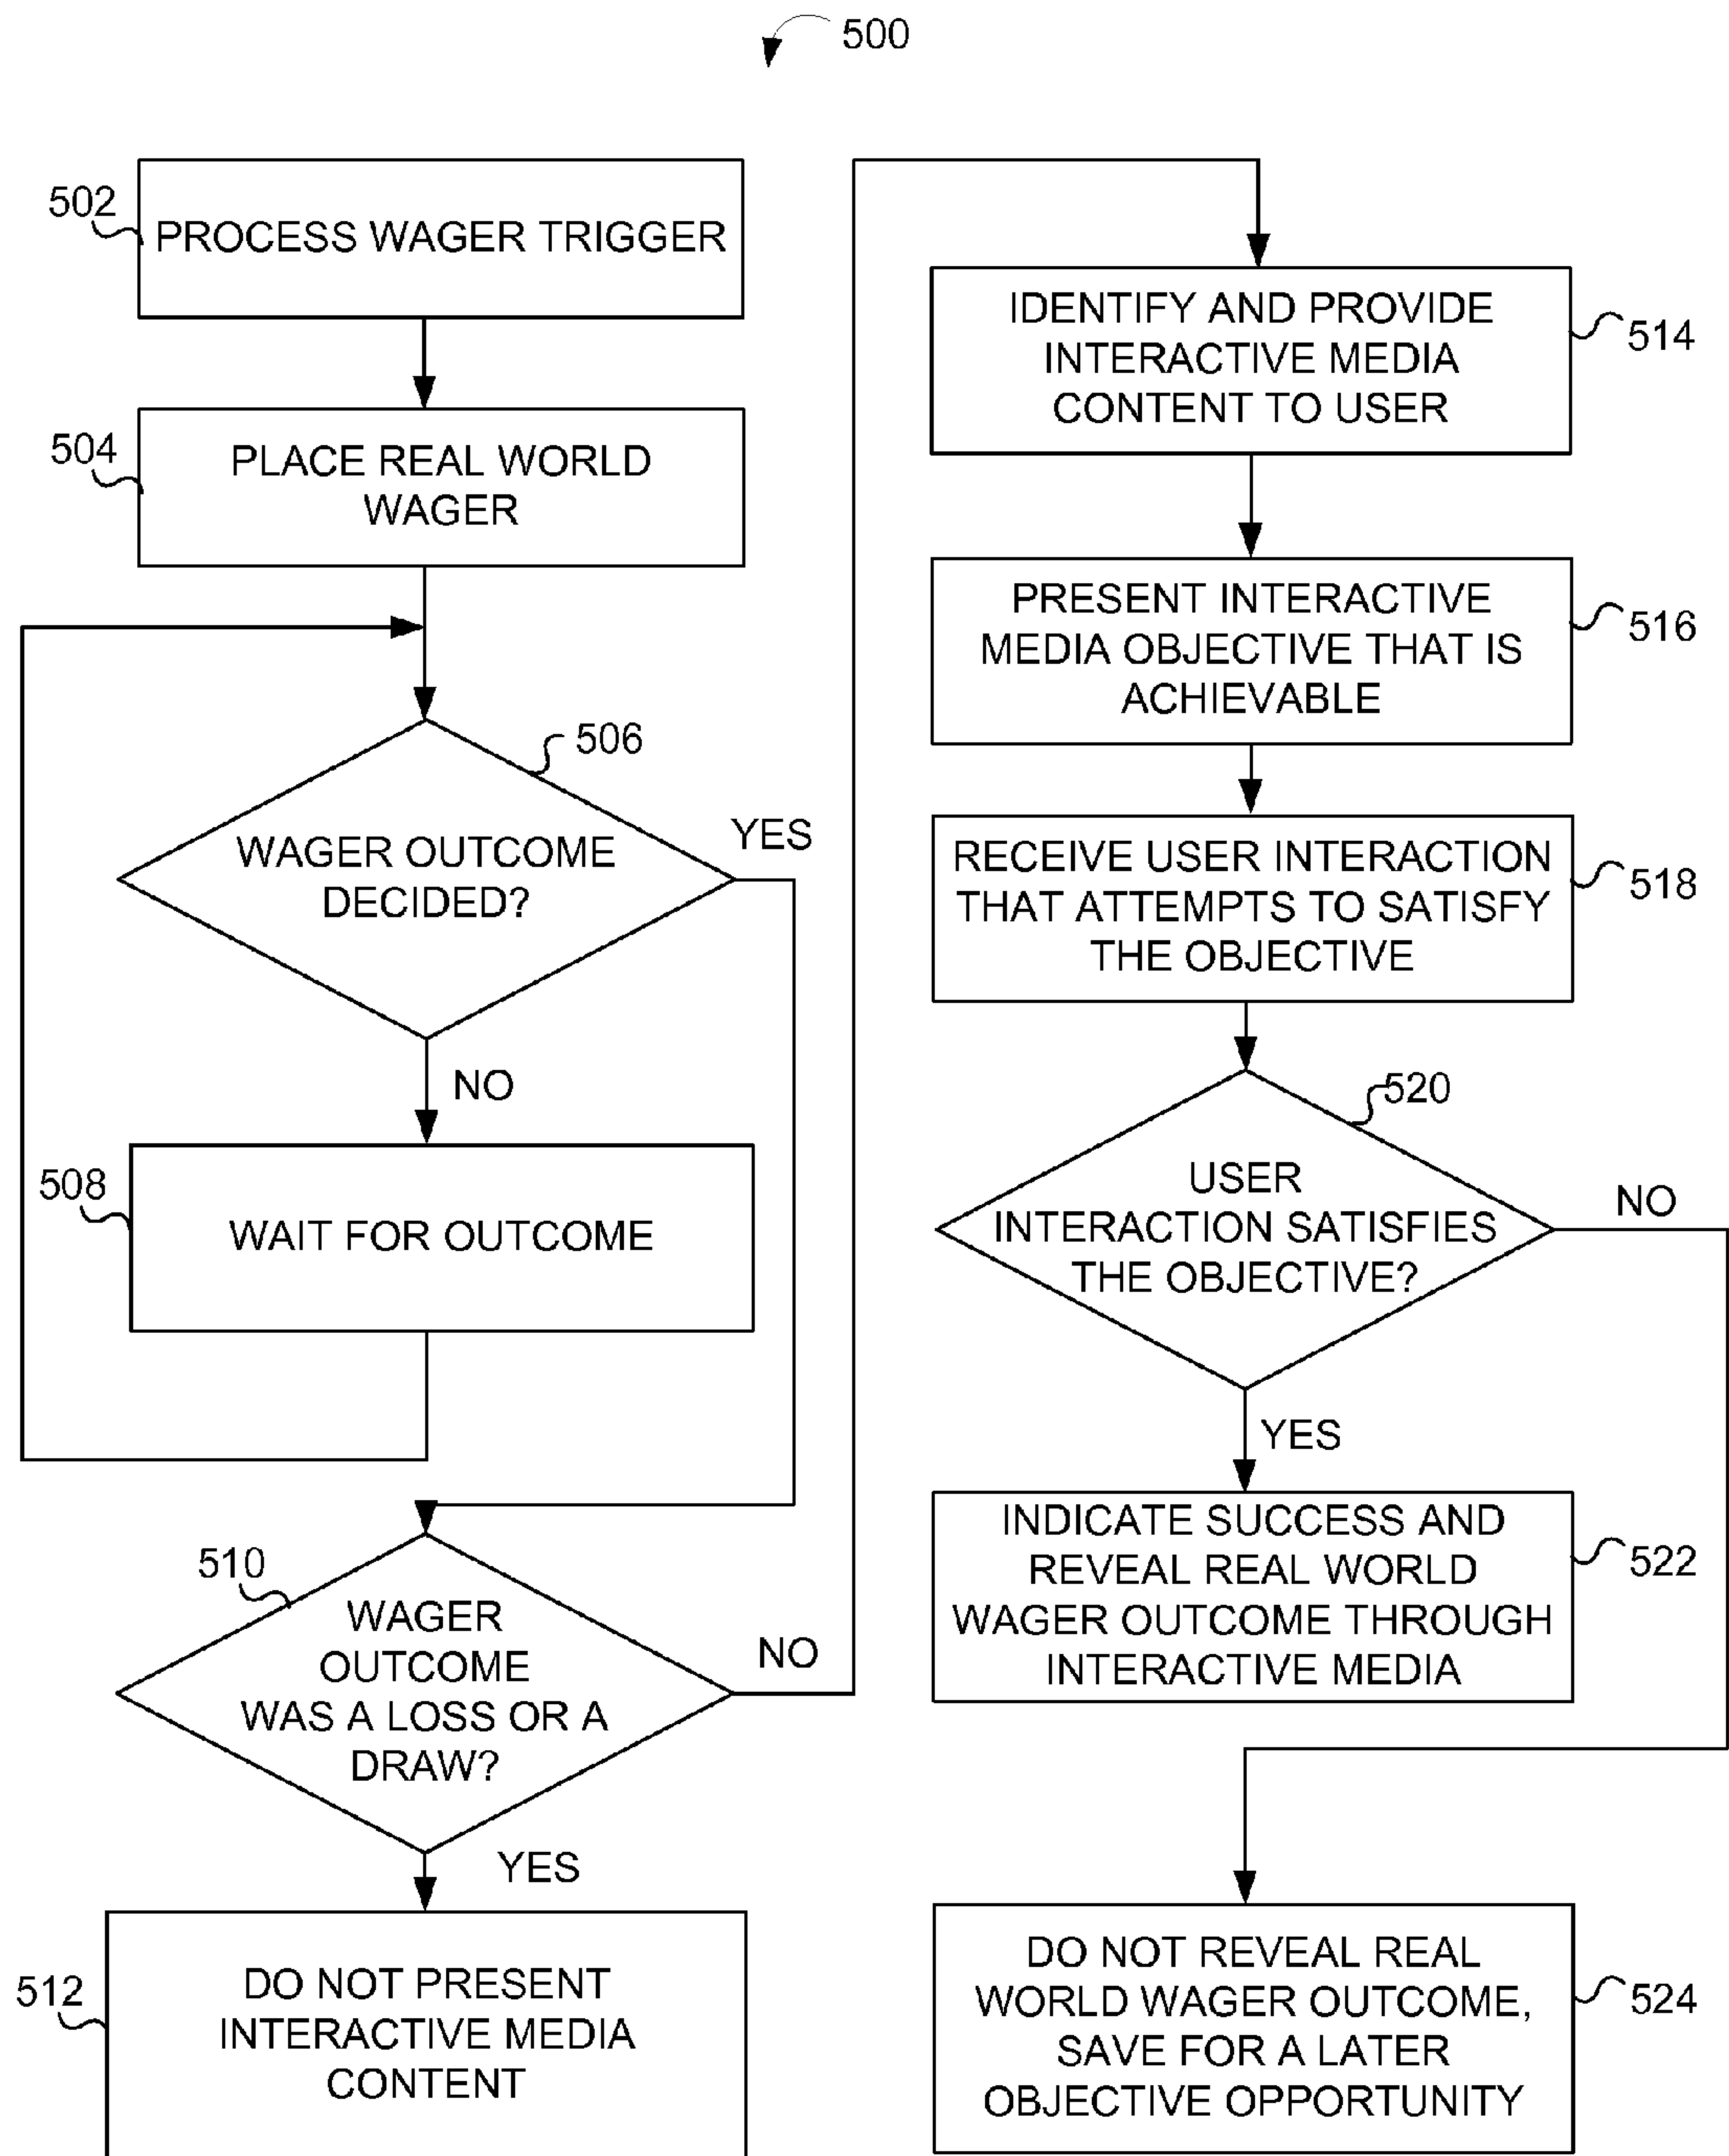 500
502
PROCESS WAGER TRIGGER
504
PLACE REAL WORLD
WAGER
506
WAGER OUTCOME
DECIDED?
YES
NO
508
WAIT FOR OUTCOME
510
WAGER
OUTCOME
WAS A LOSS OR A
DRAW?
NO
YES
512
DO NOT PRESENT
INTERACTIVE MEDIA
CONTENT
IDENTIFY AND PROVIDE
INTERACTIVE MEDIA
CONTENT TO USER
514
PRESENT INTERACTIVE
MEDIA OBJECTIVE THAT IS
ACHIEVABLE
516
RECEIVE USER INTERACTION
THAT ATTEMPTS TO SATISFY
THE OBJECTIVE
518
520
USER
INTERACTION SATISFIES
THE OBJECTIVE?
NO
YES
INDICATE SUCCESS AND
REVEAL REAL WORLD
WAGER OUTCOME THROUGH
INTERACTIVE MEDIA
522
DO NOT REVEAL REAL
WORLD WAGER OUTCOME,
SAVE FOR A LATER
OBJECTIVE OPPORTUNITY
524